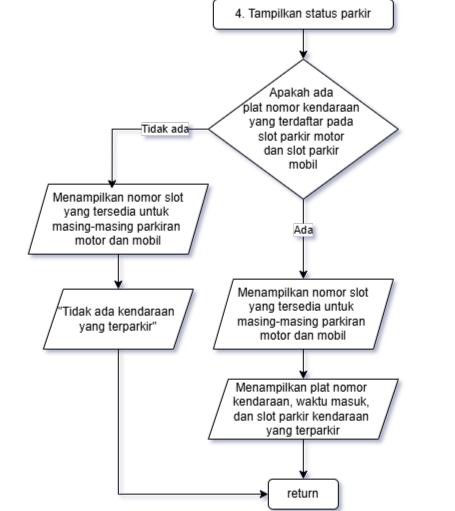 4. Tampilkan status parkir
Apakah ada
plat nomor kendaraan
yang terdaftar pada
slot parkir motor
dan slot parkir
mobil
Tidak ada
Menampilkan nomor slot
yang tersedia untuk
masing-masing parkiran
motor dan mobil
"Tidak ada kendaraan
yang terparkir"
Ada
Menampilkan nomor slot
yang tersedia untuk
masing-masing parkiran
motor dan mobil
Menampilkan plat nomor
kendaraan, waktu masuk,
dan slot parkir kendaraan
yang terparkir
return